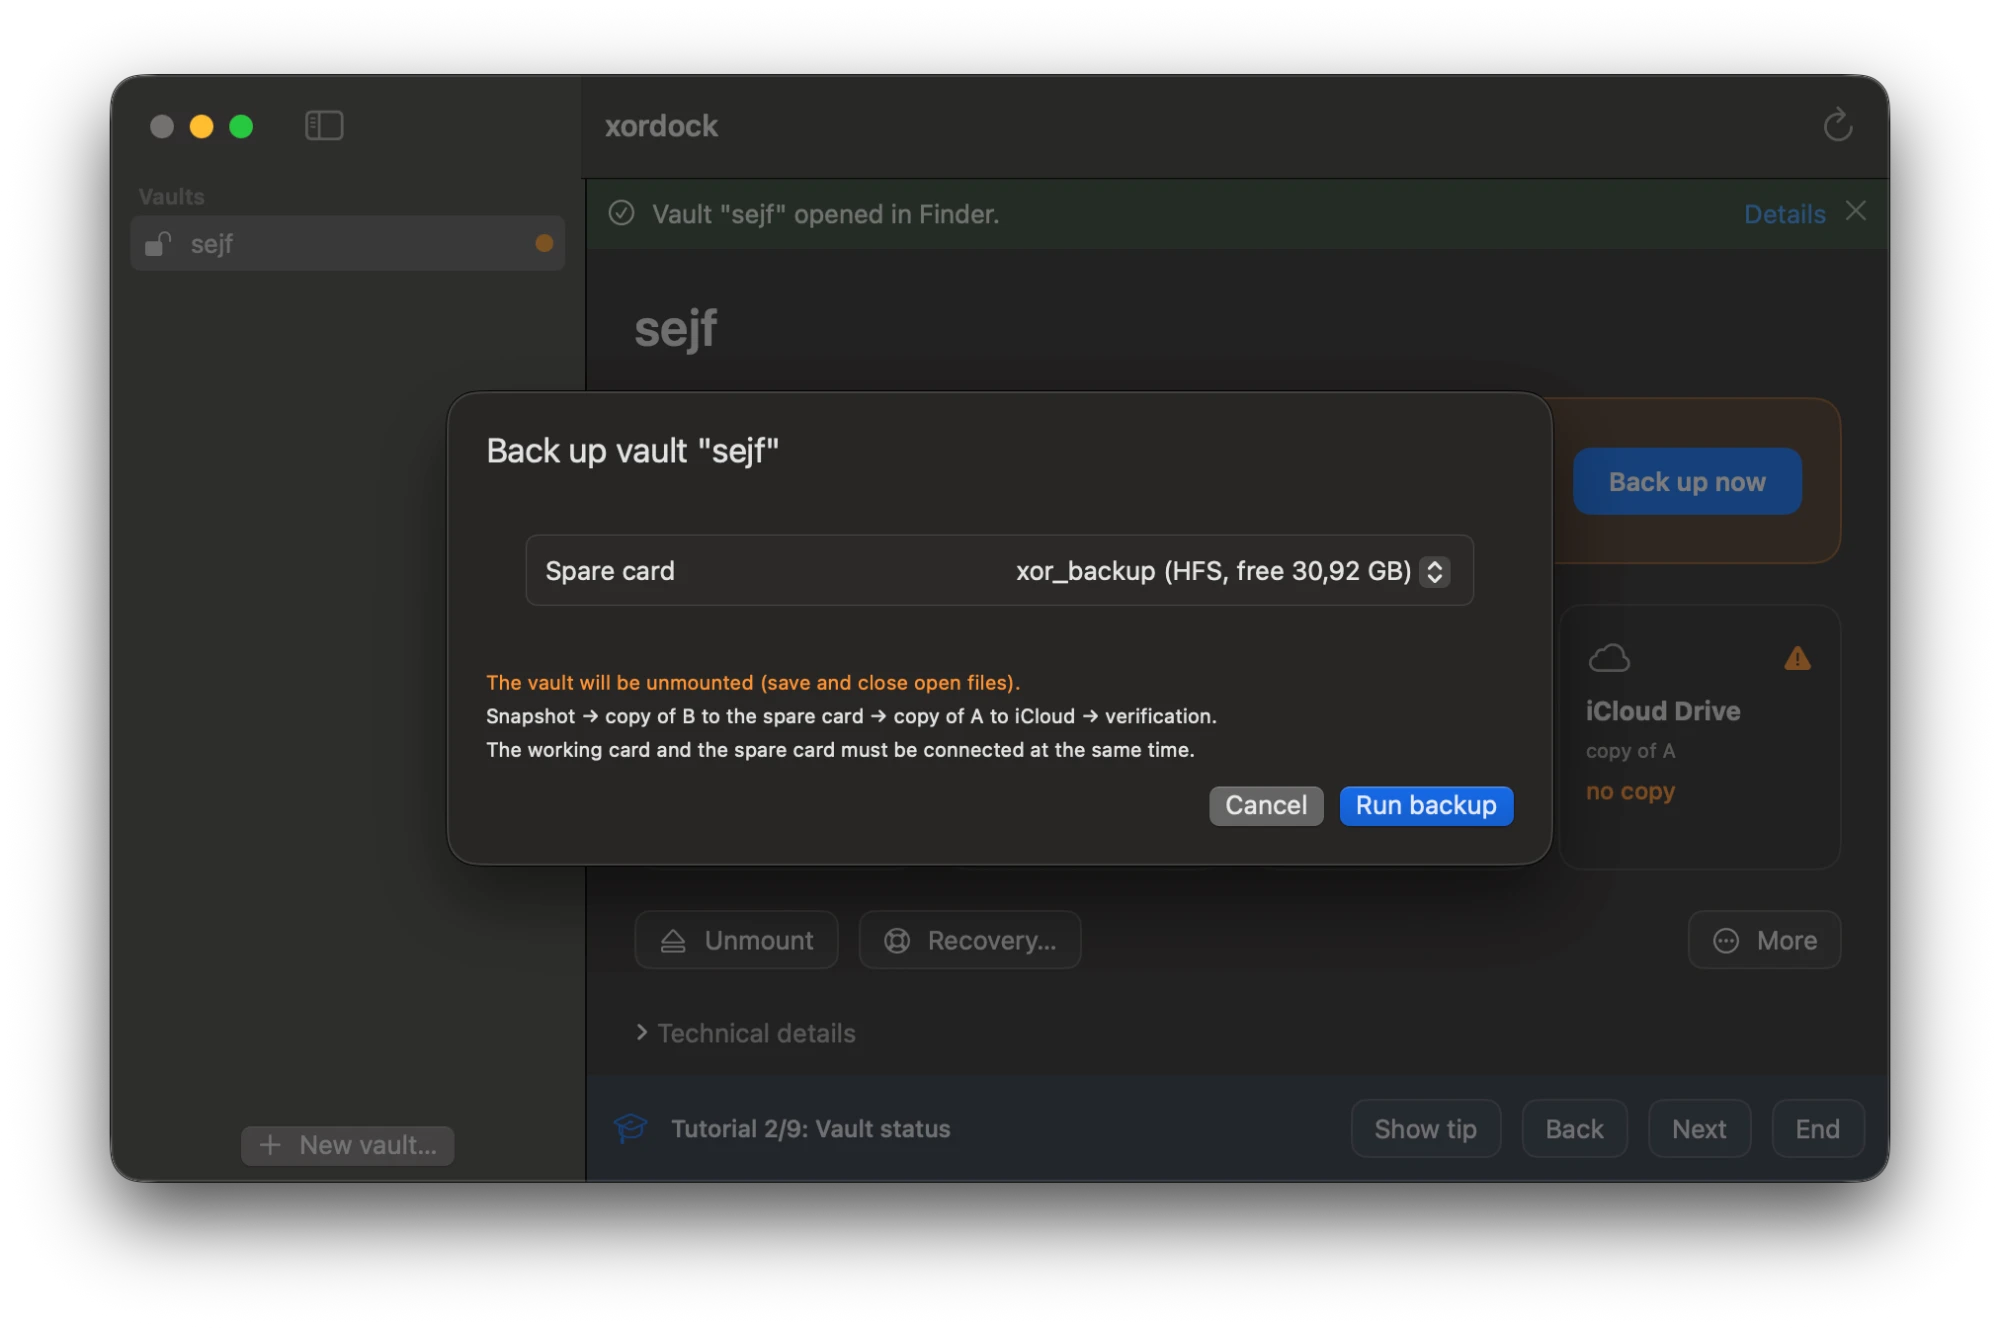 xordock
Vaults
sejf
Vault "sejf" opened in Finder.
Details
sejf
Back up now
Back up vault "sejf"
Spare card
xor_backup (HFS, free 30,92 GB)
The vault will be unmounted (save and close open files).
Snapshot → copy of B to the spare card → copy of A to iCloud → verification.
The working card and the spare card must be connected at the same time.
Cancel
Run backup
iCloud Drive
copy of A
no copy
Unmount
Recovery...
More
Technical details
New vault...
Tutorial 2/9: Vault status
Show tip
Back
Next
End